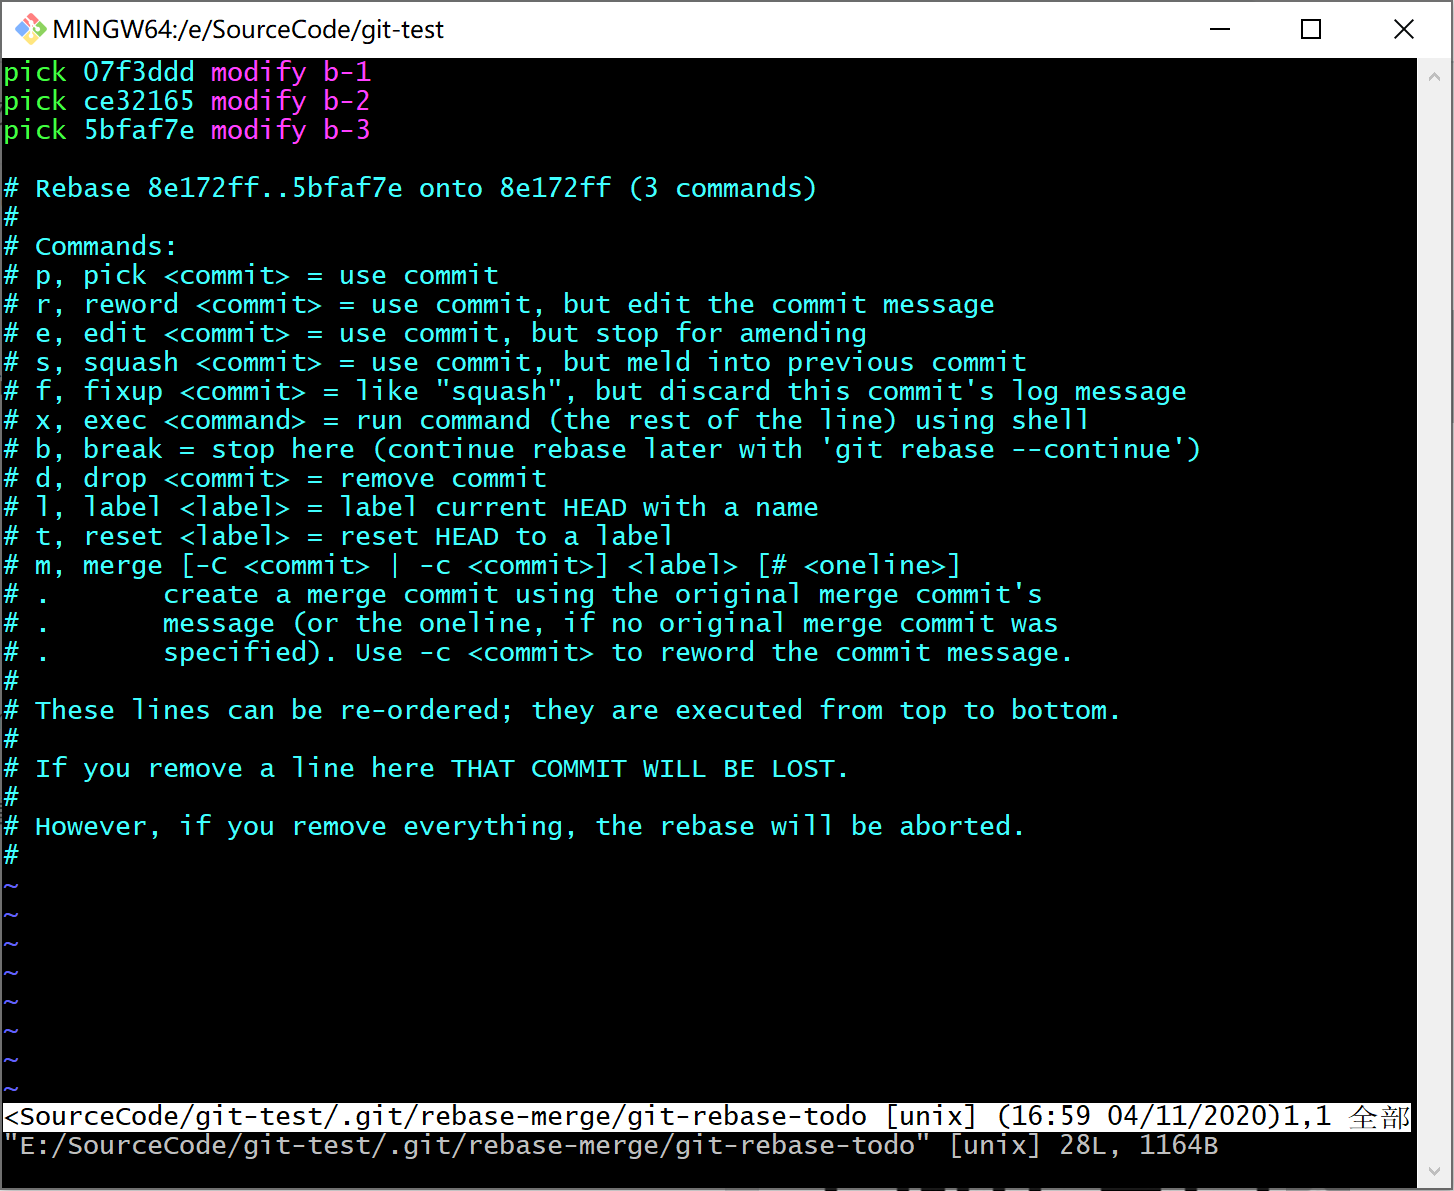 MINGW64:/e/SourceCode/git-test
pick 07f3ddd modify b-1
pick ce32165 modify b-2
pick 5bfaf7e modify b-3
# Rebase 8e172ff..5bfaf7e onto 8e172ff (3 commands)
#
# Commands:
# p, pick <commit> = use commit
# r, reword <commit> = use commit, but edit the commit message
# e, edit <commit> = use commit, but stop for amending
# s, squash <commit> = use commit, but meld into previous commit
# f, fixup <commit> = like "squash", but discard this commit's log message
# x, exec <command> = run command (the rest of the line) using shell
# b, break = stop here (continue rebase later with 'git rebase --continue')
# d, drop <commit> = remove commit
# l, label <label> = label current HEAD with a name
# t, reset <label> = reset HEAD to a label
# m, merge [-C <commit> | -c <commit>] <label> [# <oneline>]
# .       create a merge commit using the original merge commit's
# .       message (or the oneline, if no original merge commit was
# .       specified). Use -c <commit> to reword the commit message.
#
# These lines can be re-ordered; they are executed from top to bottom.
#
# If you remove a line here THAT COMMIT WILL BE LOST.
#
# However, if you remove everything, the rebase will be aborted.
#
~
~
~
~
~
~
~
~
<SourceCode/git-test/.git/rebase-merge/git-rebase-todo [unix] (16:59 04/11/2020)1,1 全部
"E:/SourceCode/git-test/.git/rebase-merge/git-rebase-todo" [unix] 28L, 1164B